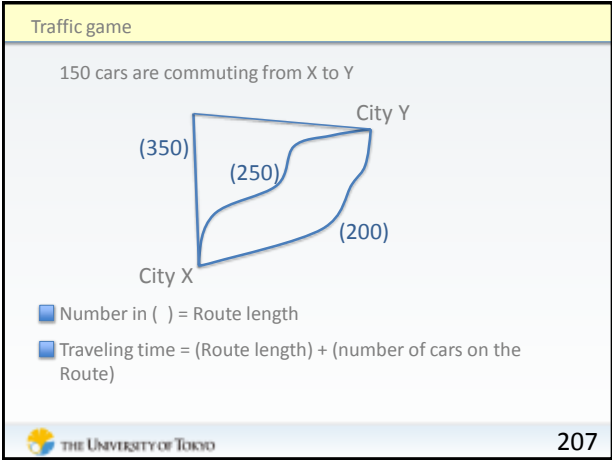 Traffic game
150 cars are commuting from X to Y
City Y
(350)
(250)
(200)
City X
Number in ( ) = Route length
Traveling time = (Route length) + (number of cars on the
Route)
THE UNIVERSITY OF TOKYO
207